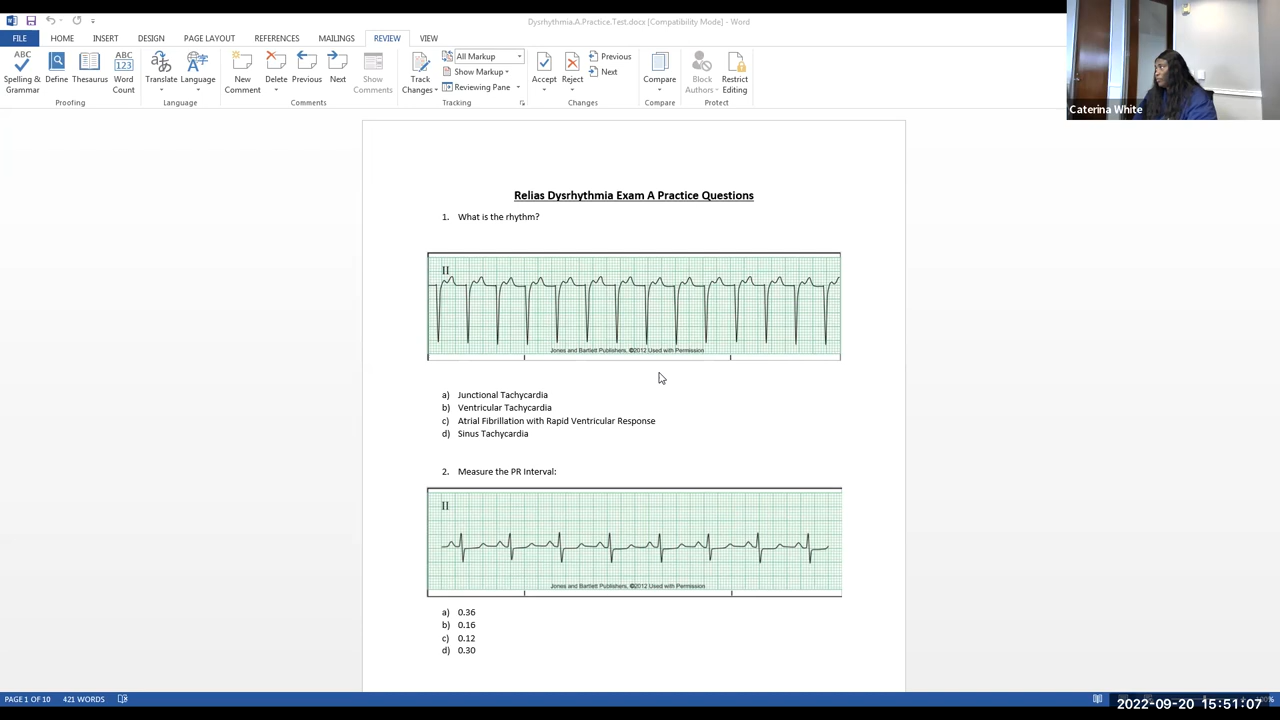 Dysrhythmia.A.Practice.Test.docx [Compatibility Mode] - Word
FILE HOME INSERT DESIGN PAGE LAYOUT REFERENCES MAILINGS REVIEW VIEW
Spelling & Grammar
Define
Thesaurus
Word Count
Proofing
Translate
Language
Language
New Comment
Delete
Previous
Next
Show Comments
Comments
Track Changes
All Markup
Show Markup
Reviewing Pane
Tracking
Accept
Reject
Previous
Next
Changes
Compare
Compare
Block Authors
Restrict Editing
Protect
Caterina White
Relias Dysrhythmia Exam A Practice Questions
1. What is the rhythm?
II
Jones and Bartlett Publishers, ©2012 Used with Permission
a) Junctional Tachycardia
b) Ventricular Tachycardia
c) Atrial Fibrillation with Rapid Ventricular Response
d) Sinus Tachycardia
2. Measure the PR Interval:
II
Jones and Bartlett Publishers, ©2012 Used with Permission
a) 0.36
b) 0.16
c) 0.12
d) 0.30
PAGE 1 OF 10 421 WORDS
2022-09-20 15:51:07